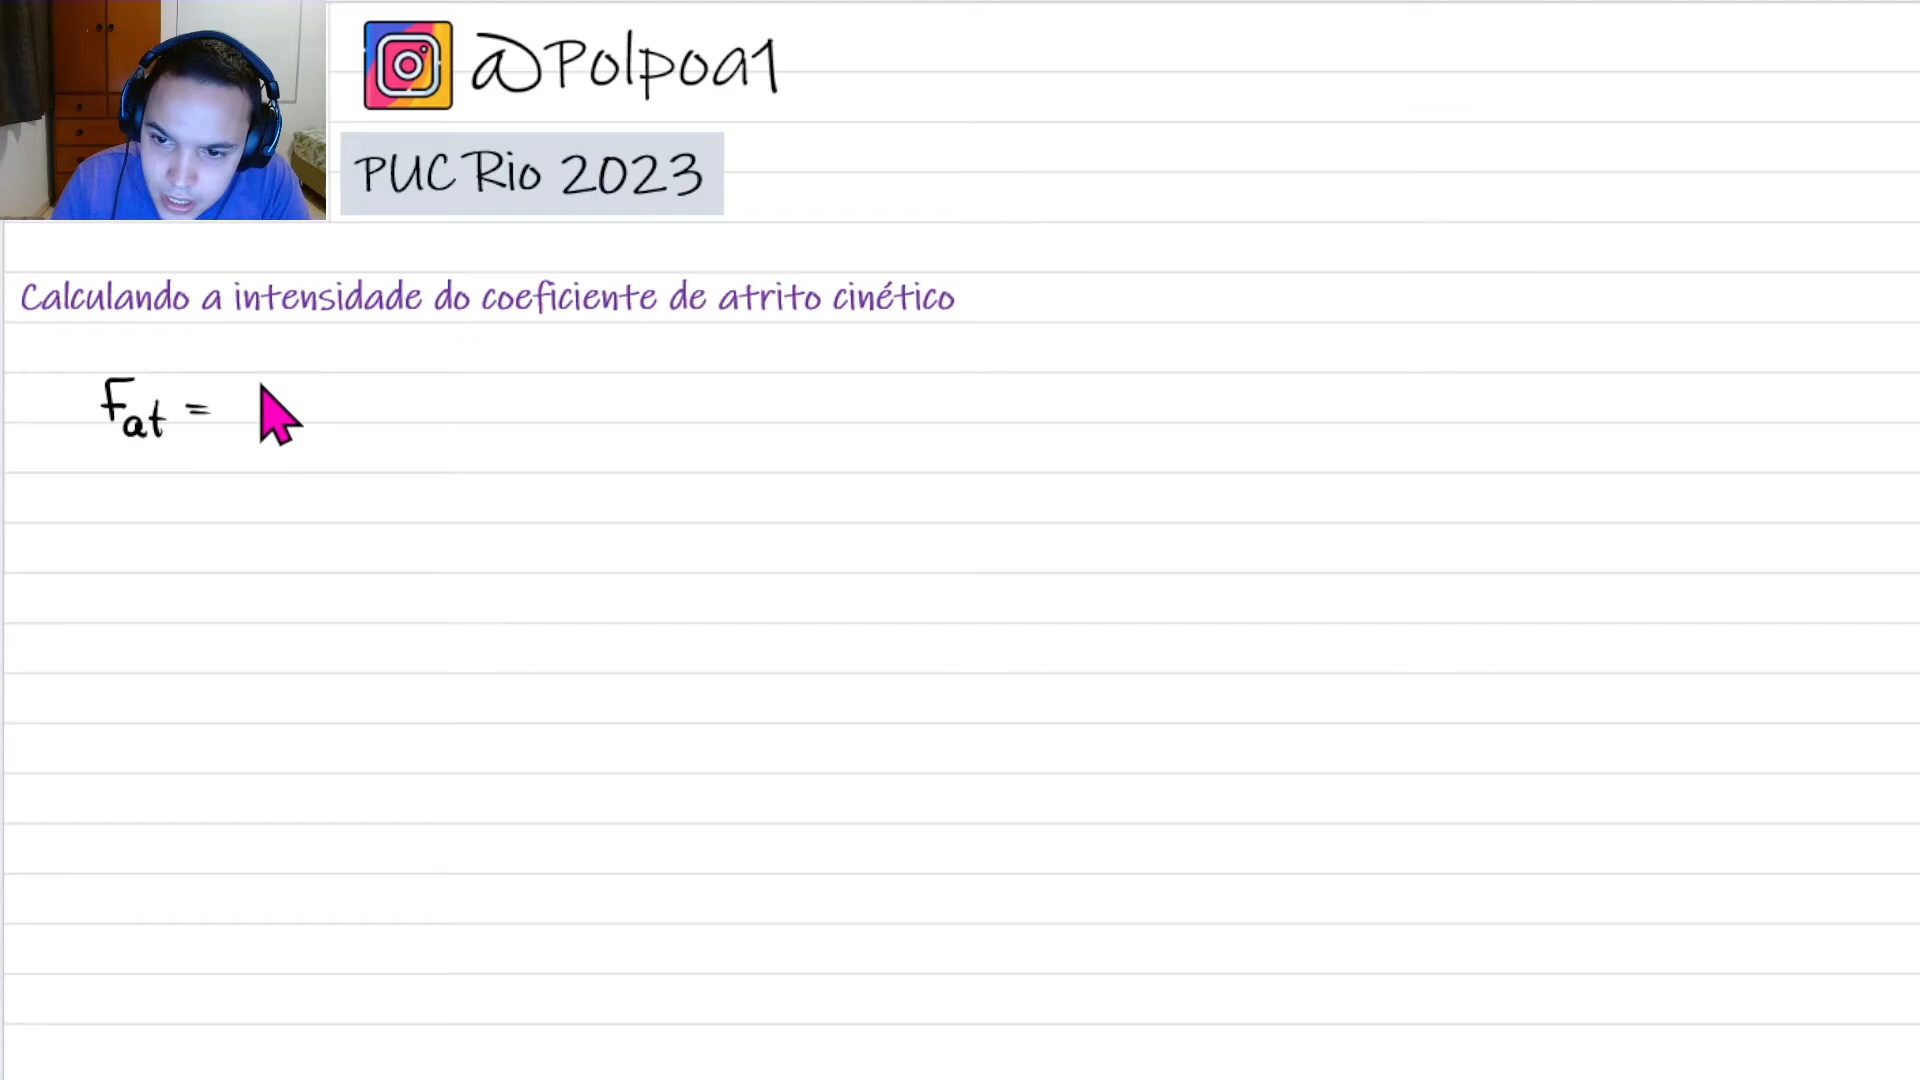 @Polpoa1
PUC Rio 2023
Calculando a intensidade do coeficiente de atrito cinético
Fat =